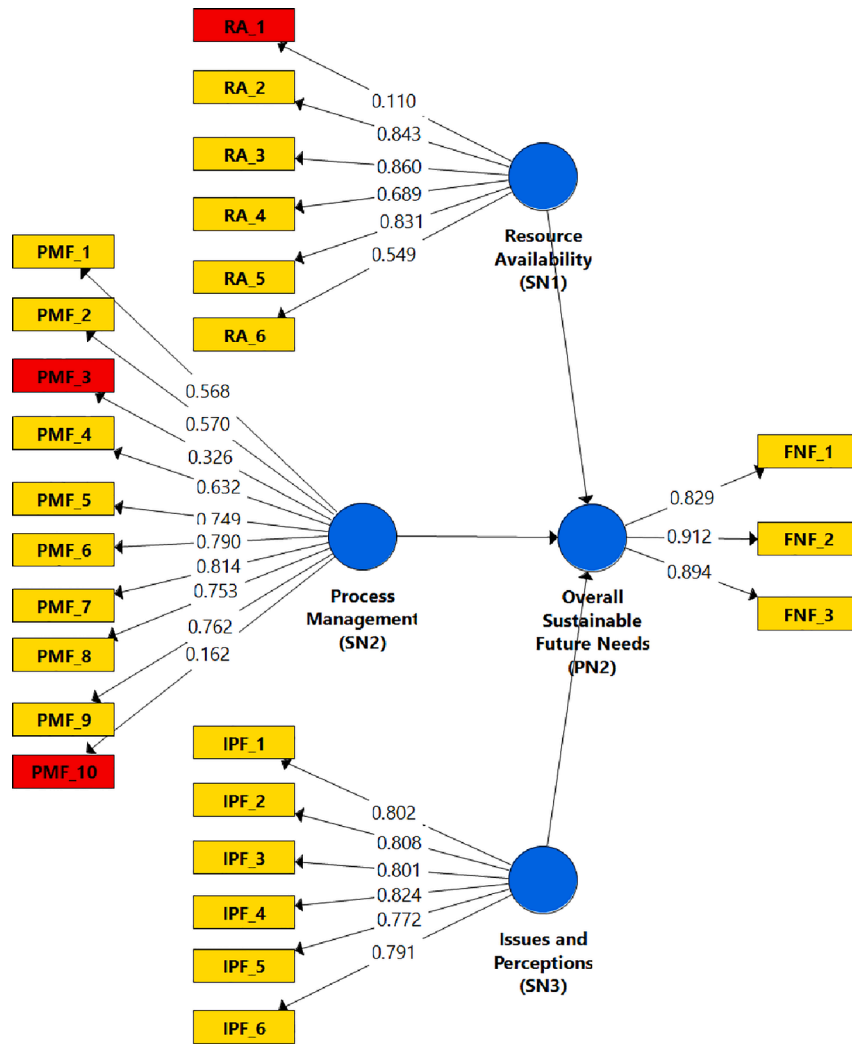 RA_1
RA_2
RA_3
RA_4
RA_5
RA_6
0.110
0.843
0.860
0.689
0.831
0.549
Resource
Availability
(SN1)
PMF_1
PMF_2
PMF_3
PMF_4
PMF_5
PMF_6
PMF_7
PMF_8
PMF_9
PMF_10
0.568
0.570
0.326
0.632
0.749
0.790
0.814
0.753
0.762
0.162
Process
Management
(SN2)
Overall
Sustainable
Future Needs
(PN2)
0.829
0.912
0.894
FNF_1
FNF_2
FNF_3
IPF_1
IPF_2
IPF_3
IPF_4
IPF_5
IPF_6
0.802
0.808
0.801
0.824
0.772
0.791
Issues and
Perceptions
(SN3)